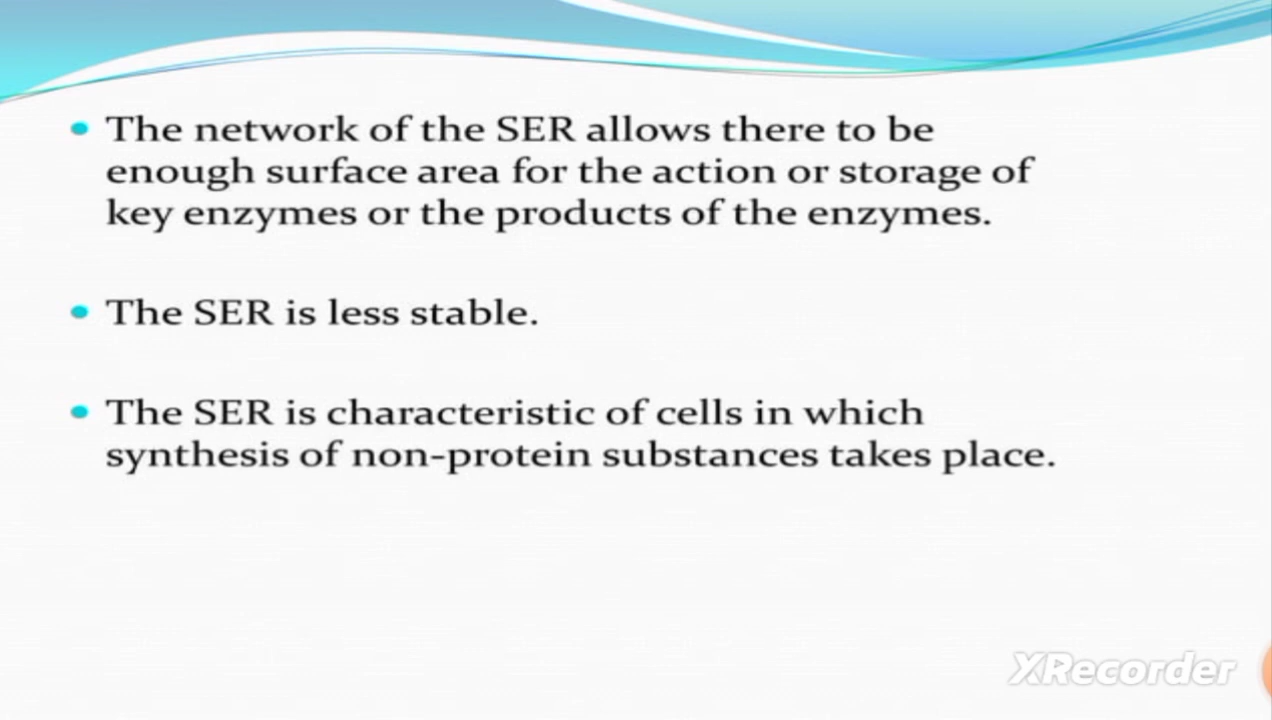 • The network of the SER allows there to be
enough surface area for the action or storage of
key enzymes or the products of the enzymes.
• The SER is less stable.
• The SER is characteristic of cells in which
synthesis of non-protein substances takes place.
XRecorder